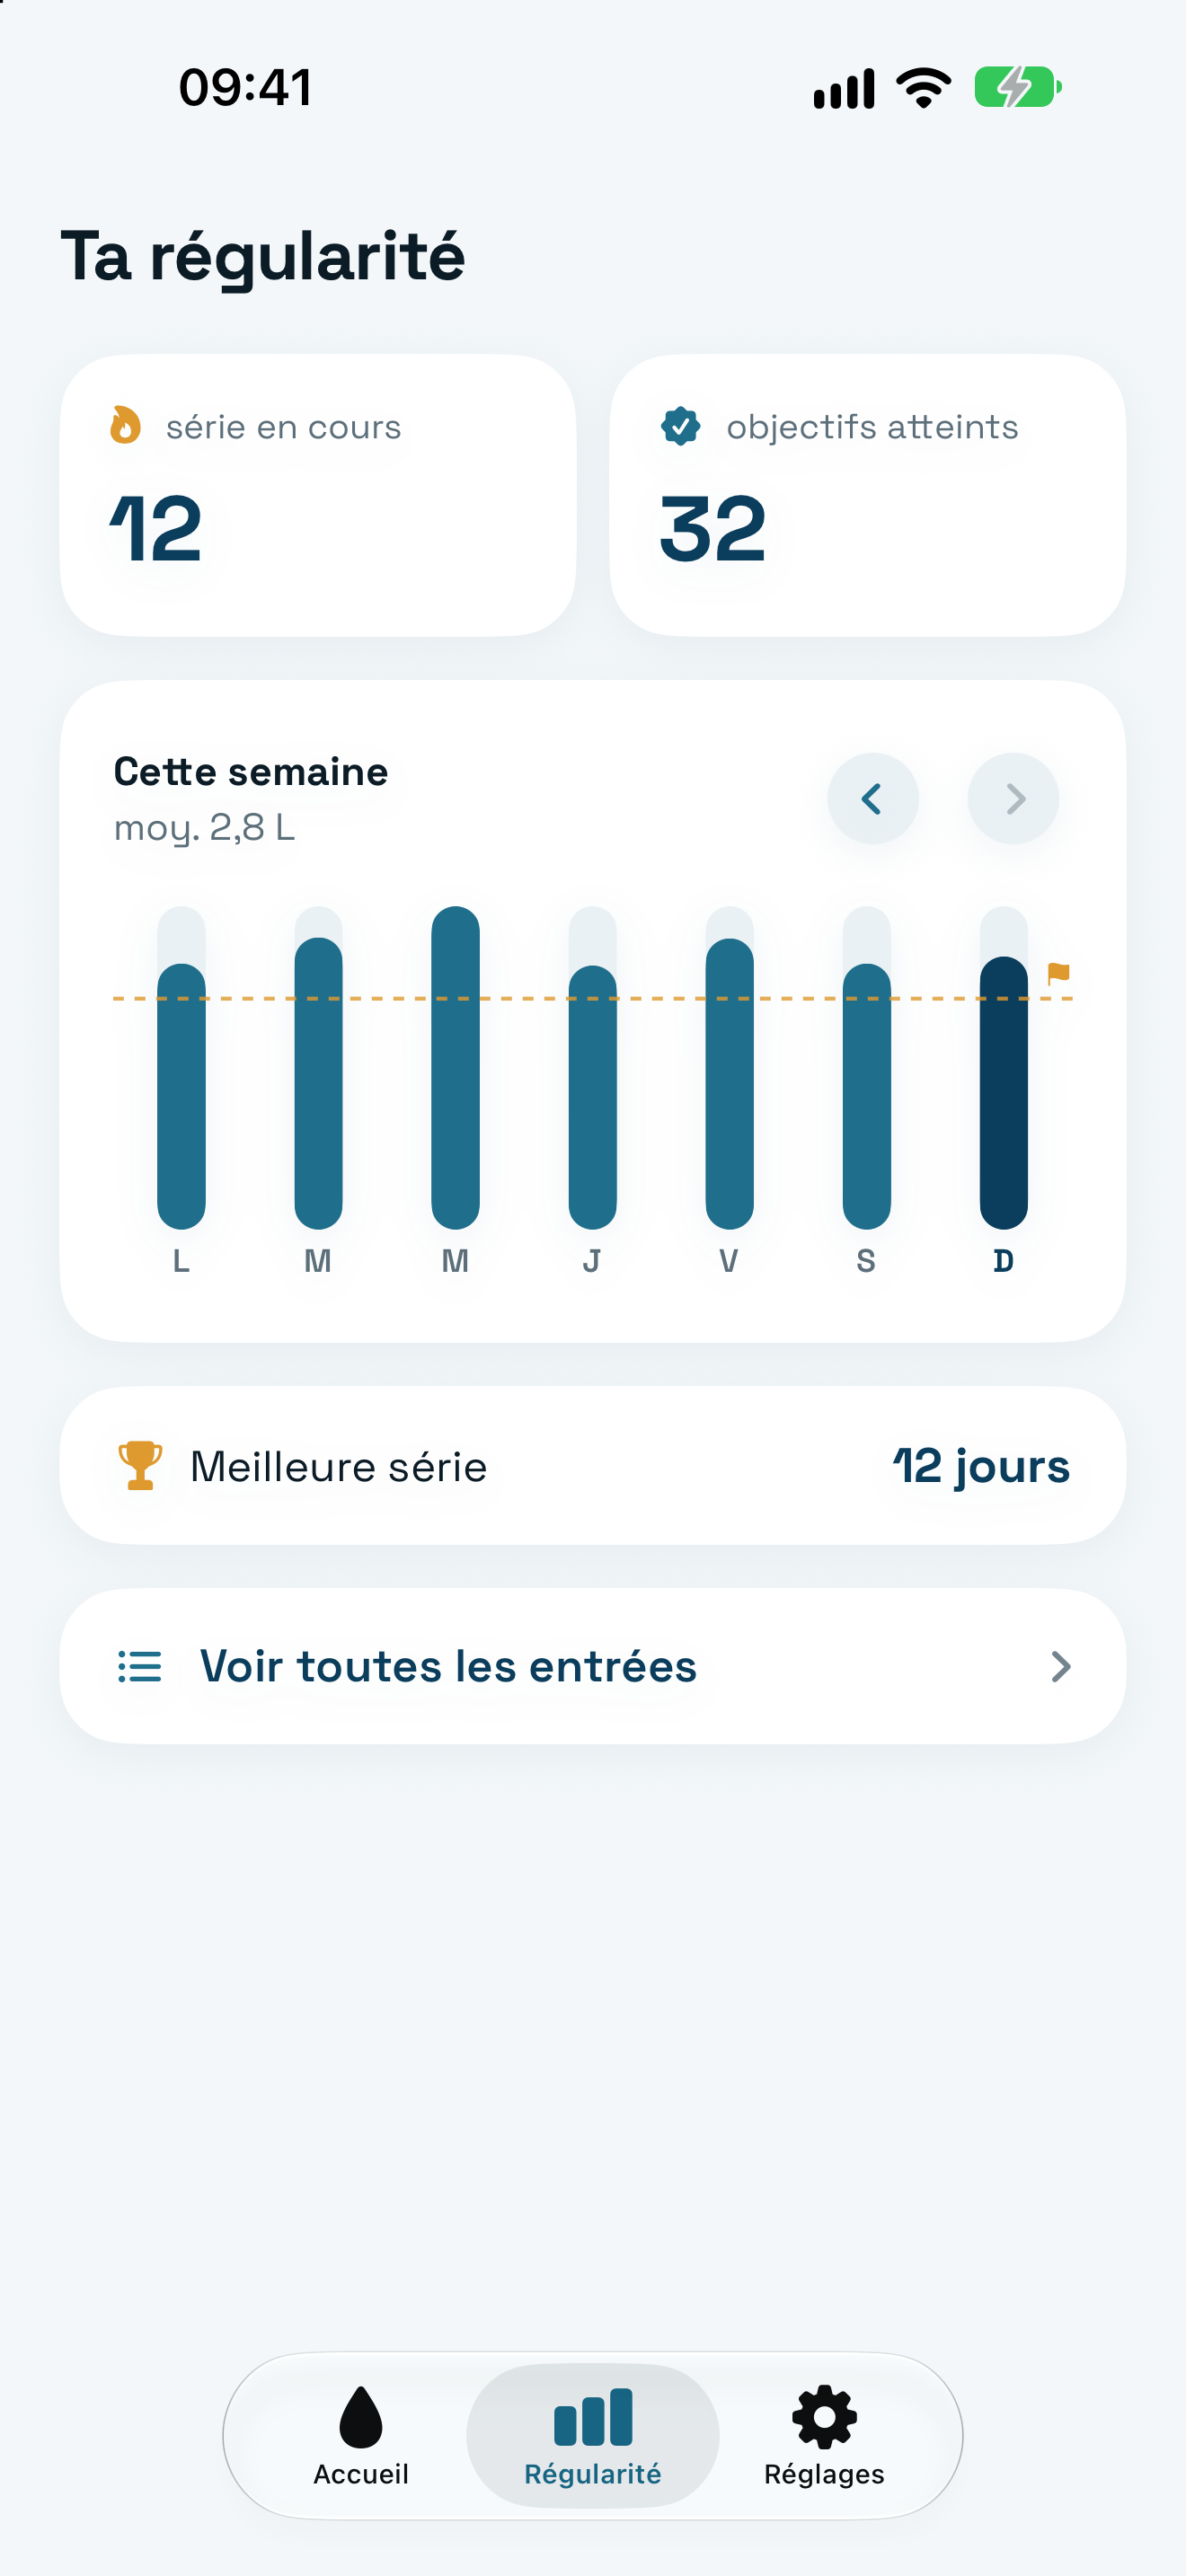 09:41
Ta régularité
série en cours
12
objectifs atteints
32
Cette semaine
moy. 2,8 L
L M M J V S D
Meilleure série
12 jours
Voir toutes les entrées
Accueil
Régularité
Réglages